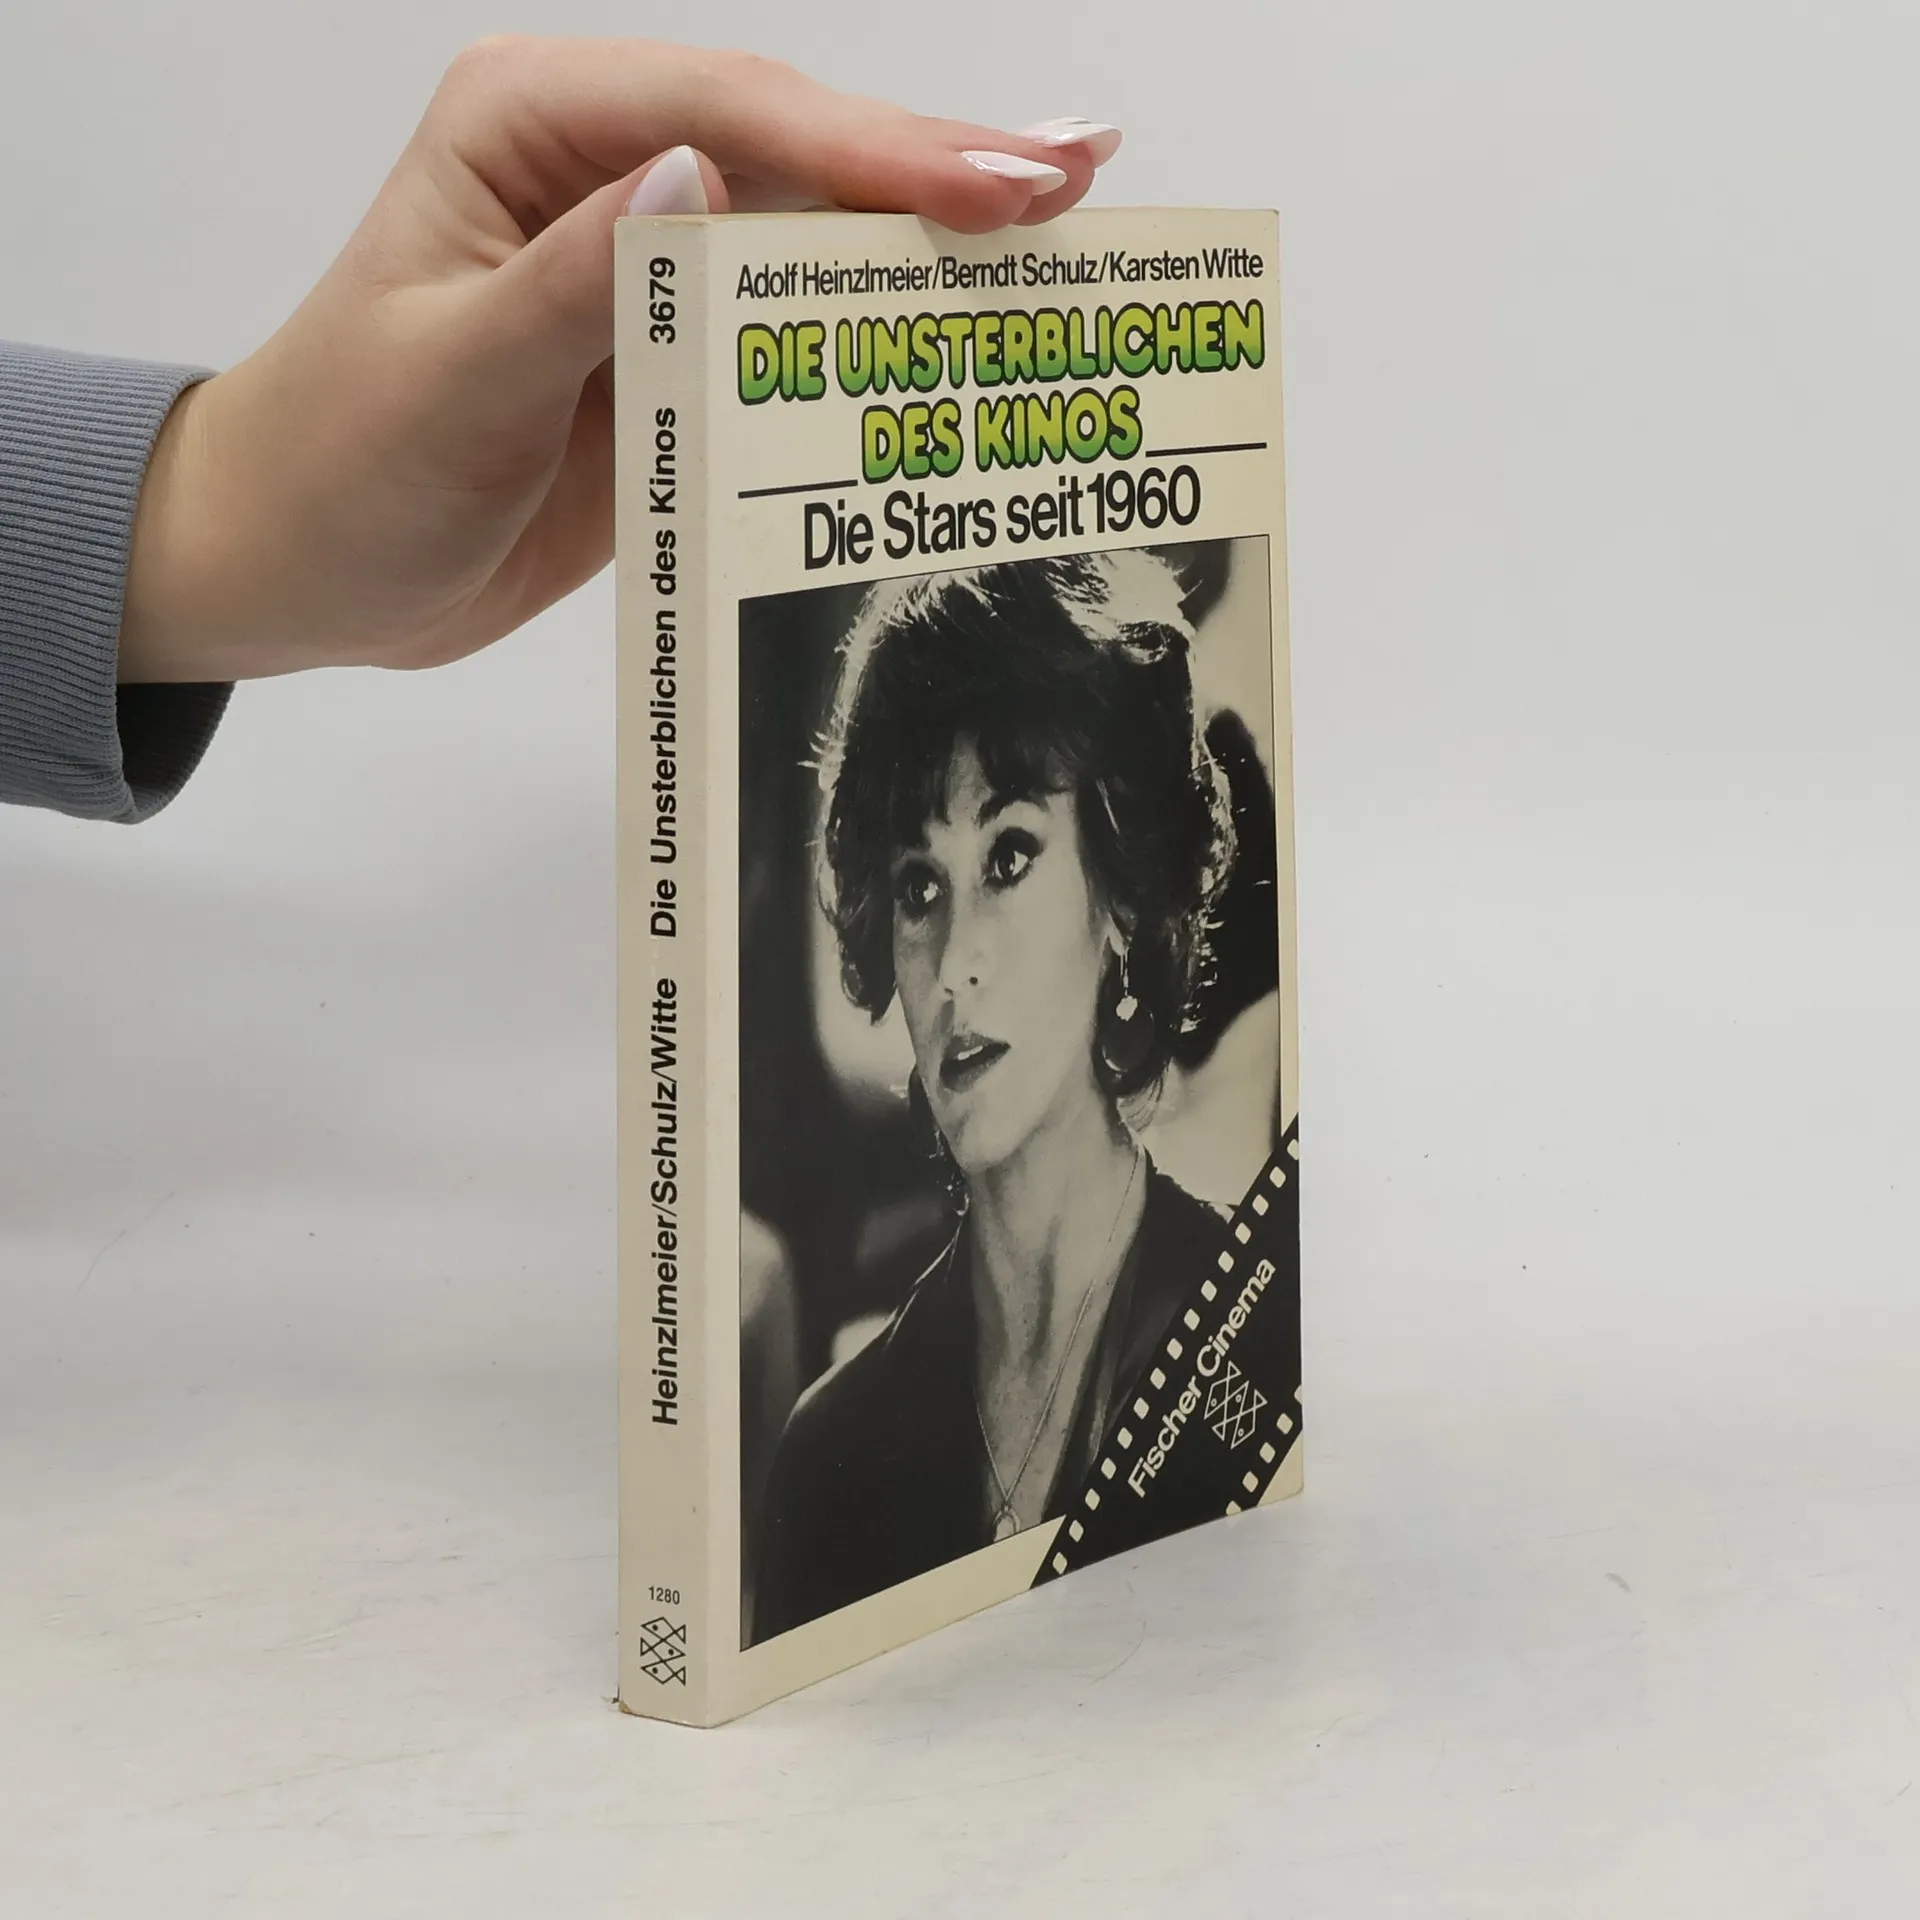 Adolf Heinzlmeier/Berndt Schulz/Karsten Witte
DIE UNSTERBLICHEN
DES KINOS
Die Stars seit 1960
Fischer Cinema
Heinzlmeier/Schulz/Witte Die Unsterblichen des Kinos 3679
1280